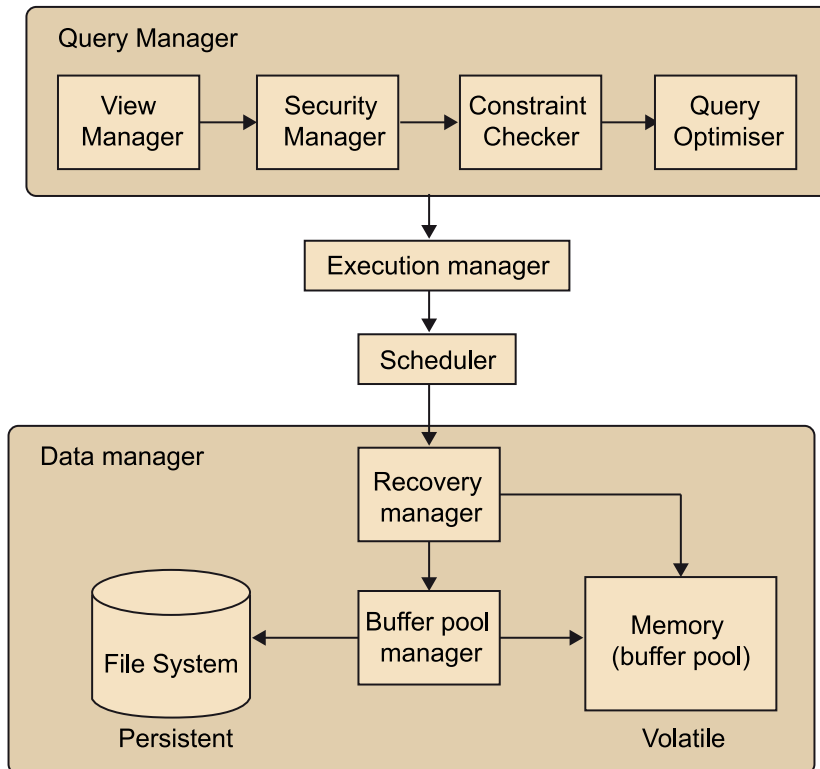 Query Manager
View
Manager
Security
Manager
Constraint
Checker
Query
Optimiser
Execution manager
Scheduler
Data manager
Recovery
manager
File System
Buffer pool
manager
Memory
(buffer pool)
Persistent
Volatile